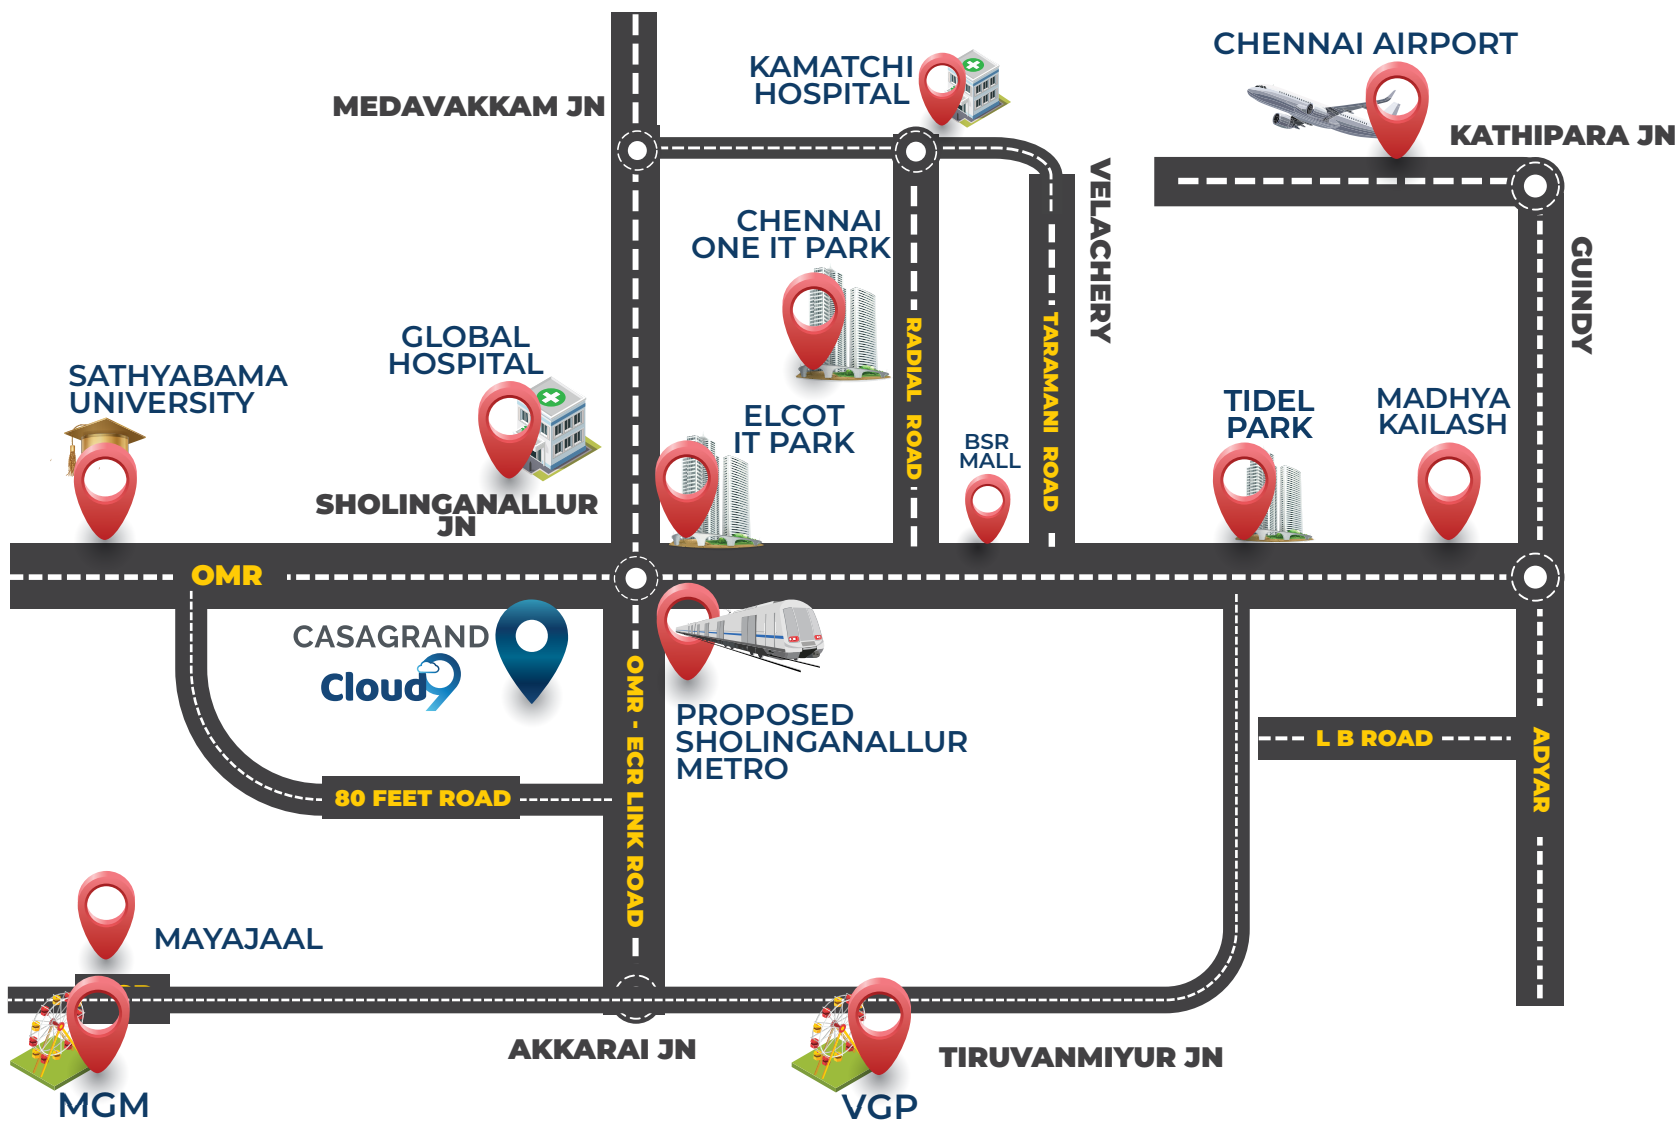 CHENNAI AIRPORT
KAMATCHI
HOSPITAL
MEDAVAKKAM JN
KATHIPARA JN
VELACHERY
CHENNAI
ONE IT PARK
GUINDY
GLOBAL
HOSPITAL
SATHYABAMA
UNIVERSITY
RADIAL ROAD
TARAMANI ROAD
ELCOT
IT PARK
BSR
MALL
TIDEL
PARK
MADHYA
KAILASH
SHOLINGANALLUR
JN
OMR
CASAGRAND
Cloud9
OMR - ECR LINK ROAD
PROPOSED
SHOLINGANALLUR
METRO
L B ROAD
ADYAR
80 FEET ROAD
MAYAJAAL
AKKARAI JN
TIRUVANMIYUR JN
MGM
VGP